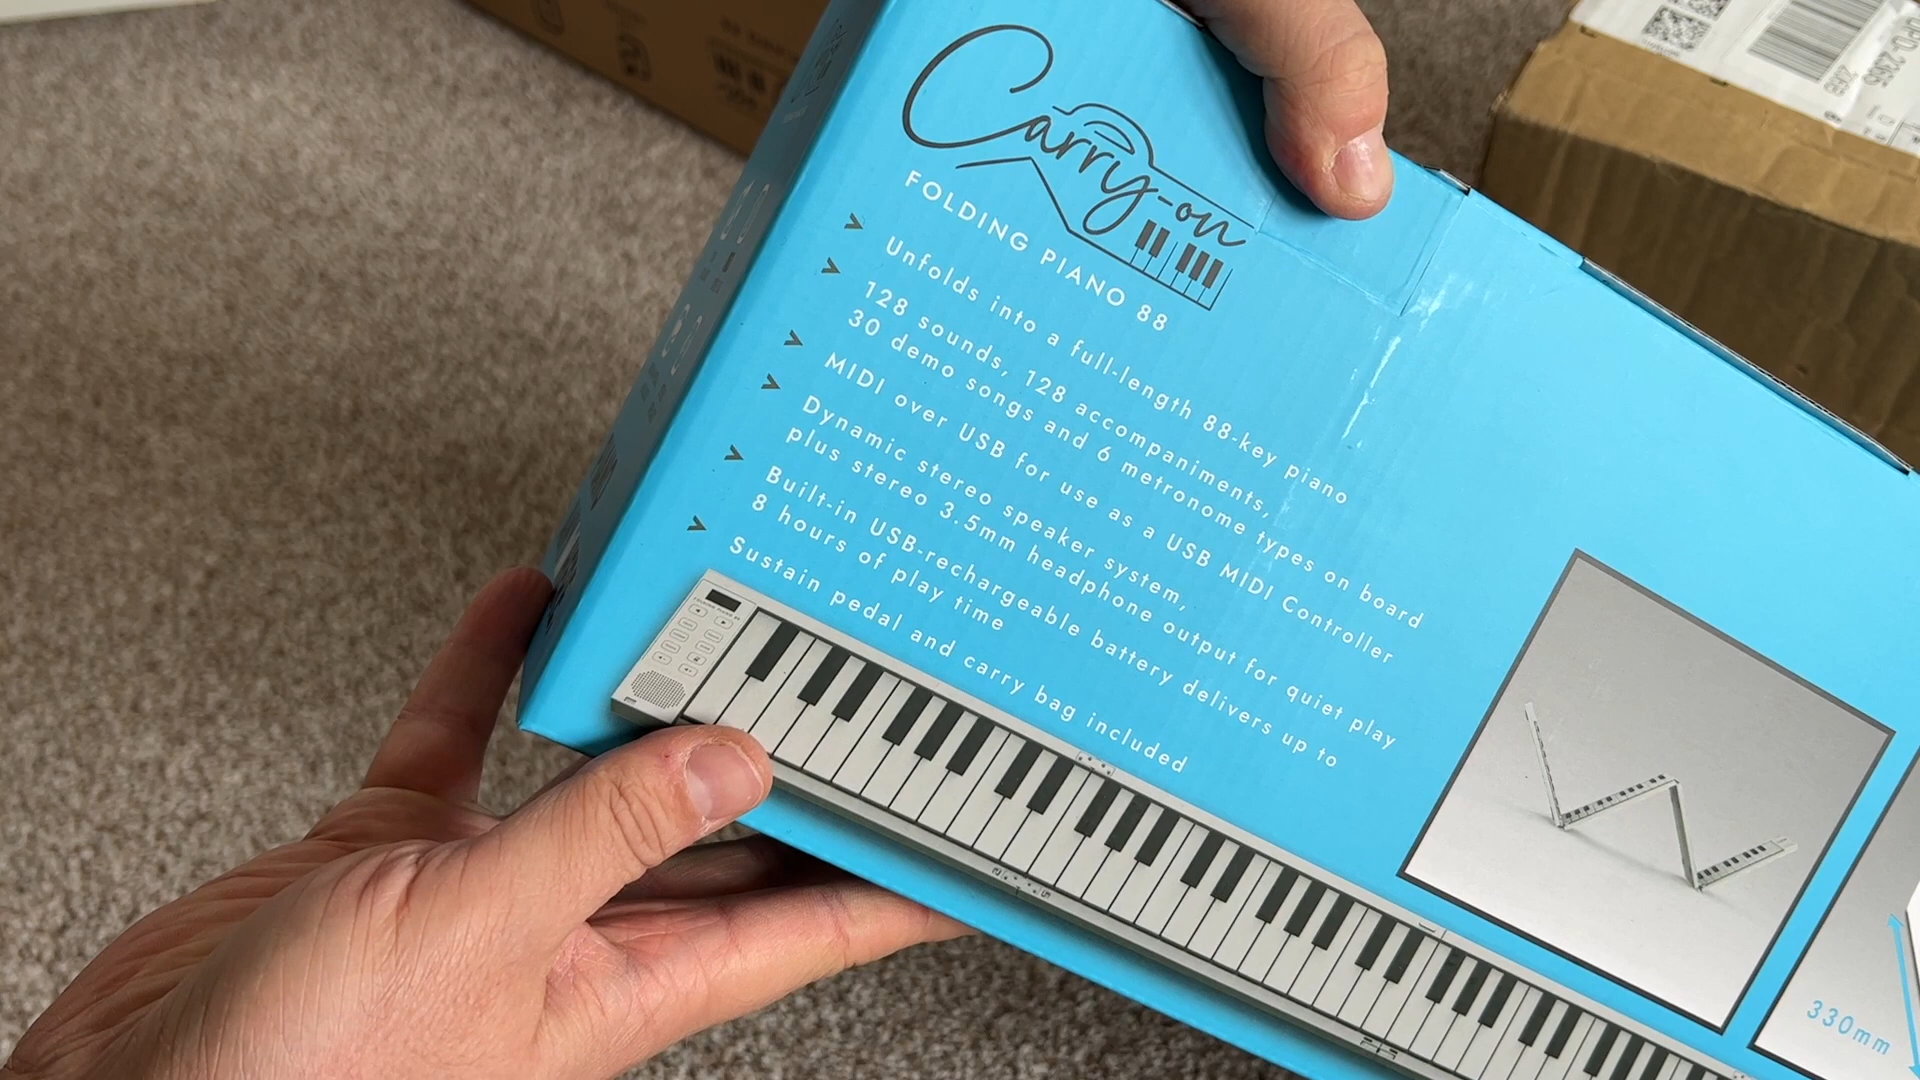 Carry-on
FOLDING PIANO 88
Unfolds into a full-length 88-key piano
128 sounds, 128 accompaniments,
30 demo songs and 6 metronome types on board
MIDI over USB for use as a USB MIDI Controller
Dynamic stereo speaker system,
plus stereo 3.5mm headphone output for quiet play
Built-in USB-rechargeable battery delivers up to
8 hours of play time
Sustain pedal and carry bag included
330mm